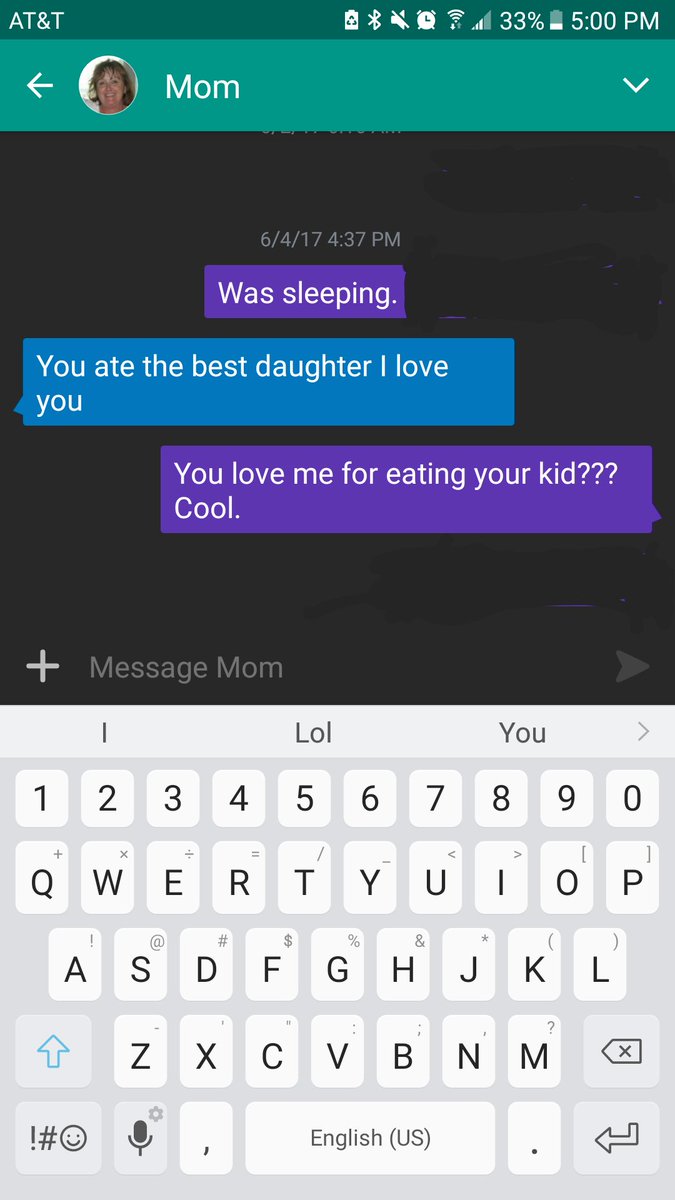 AT&T 33% 5:00 PM
Mom
6/4/17 4:37 PM
Was sleeping.
You ate the best daughter I love
you
You love me for eating your kid???
Cool.
Message Mom
I Lol You
1 2 3 4 5 6 7 8 9 0
+ × ÷ = / _ < > [ ]
Q W E R T Y U I O P
! @ # $ % & * ( )
A S D F G H J K L
- ' " : ; , ?
Z X C V B N M
!#☺ , English (US) .